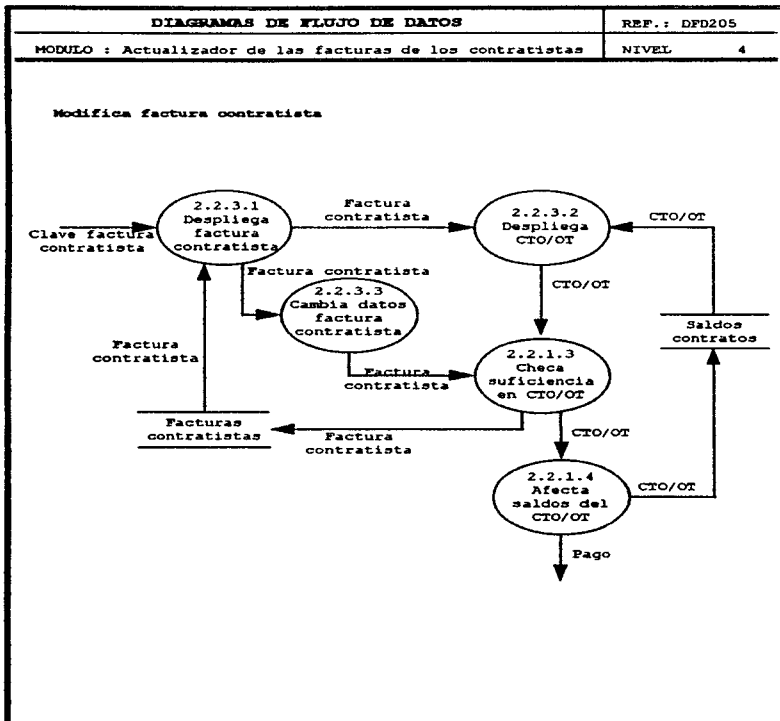 DIAGRAMAS DE FLUJO DE DATOS
REF.: DFD205
MODULO : Actualizador de las facturas de los contratistas
NIVEL 4
Modifica factura contratista
Clave factura
contratista
2.2.3.1
Despliega
factura
contratista
Factura
contratista
2.2.3.2
Despliega
CTO/OT
CTO/OT
Factura contratista
2.2.3.3
Cambia datos
factura
contratista
CTO/OT
Saldos
contratos
Factura
contratista
Factura
contratista
2.2.1.3
Checa
suficiencia
en CTO/OT
Facturas
contratistas
Factura
contratista
CTO/OT
2.2.1.4
Afecta
saldos del
CTO/OT
CTO/OT
Pago